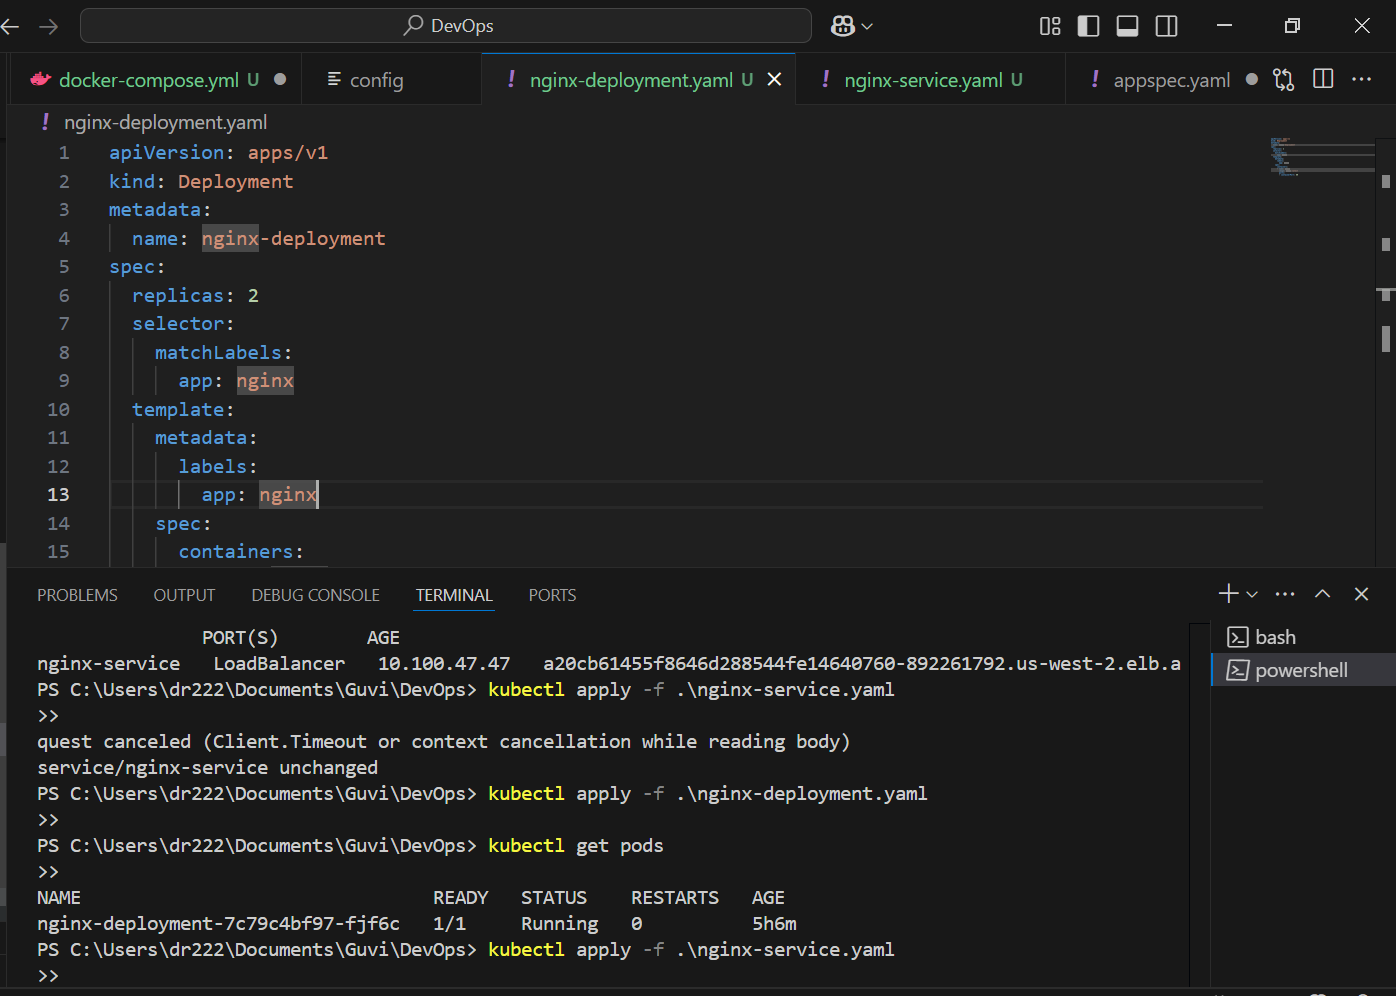 DevOps
docker-compose.yml U
config
nginx-deployment.yaml U
nginx-service.yaml U
appspec.yaml
nginx-deployment.yaml
1 apiVersion: apps/v1
2 kind: Deployment
3 metadata:
4 name: nginx-deployment
5 spec:
6 replicas: 2
7 selector:
8 matchLabels:
9 app: nginx
10 template:
11 metadata:
12 labels:
13 app: nginx
14 spec:
15 containers:
PROBLEMS OUTPUT DEBUG CONSOLE TERMINAL PORTS
PORT(S) AGE
nginx-service LoadBalancer 10.100.47.47 a20cb61455f8646d288544fe14640760-892261792.us-west-2.elb.a
PS C:\Users\dr222\Documents\Guvi\DevOps> kubectl apply -f .\nginx-service.yaml
>>
quest canceled (Client.Timeout or context cancellation while reading body)
service/nginx-service unchanged
PS C:\Users\dr222\Documents\Guvi\DevOps> kubectl apply -f .\nginx-deployment.yaml
>>
PS C:\Users\dr222\Documents\Guvi\DevOps> kubectl get pods
>>
NAME READY STATUS RESTARTS AGE
nginx-deployment-7c79c4bf97-fjf6c 1/1 Running 0 5h6m
PS C:\Users\dr222\Documents\Guvi\DevOps> kubectl apply -f .\nginx-service.yaml
>>
bash
powershell